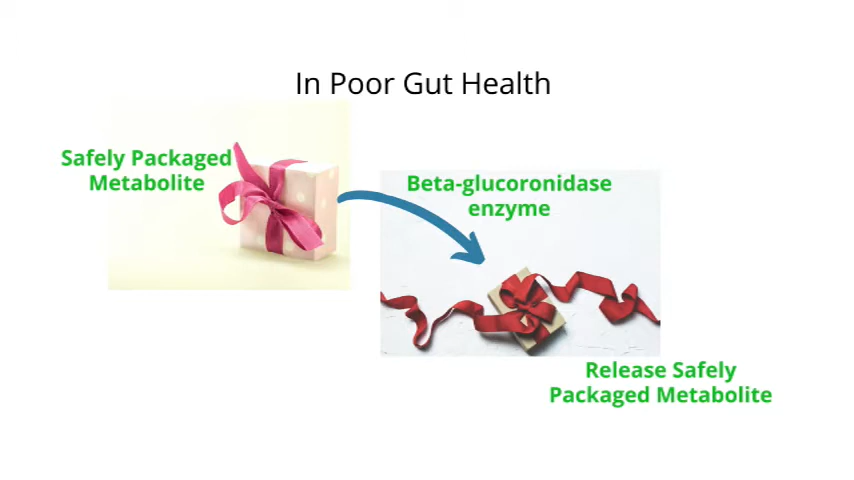 In Poor Gut Health
Safely Packaged
Metabolite
Beta-glucoronidase
enzyme
Release Safely
Packaged Metabolite